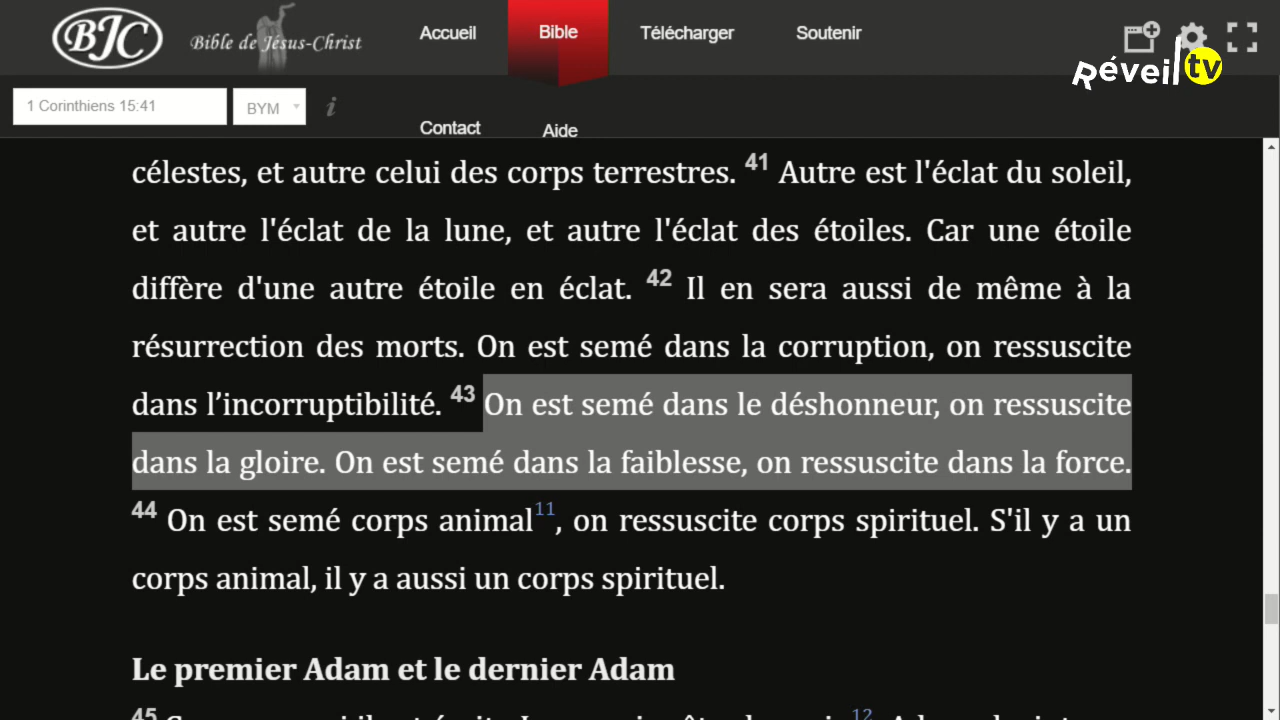 BJC
Bible de Jésus-Christ
Accueil
Bible
Télécharger
Soutenir
Réveil tv
1 Corinthiens 15:41
BYM
i
Contact
Aide
célestes, et autre celui des corps terrestres. 41 Autre est l'éclat du soleil,
et autre l'éclat de la lune, et autre l'éclat des étoiles. Car une étoile
diffère d'une autre étoile en éclat. 42 Il en sera aussi de même à la
résurrection des morts. On est semé dans la corruption, on ressuscite
dans l’incorruptibilité. 43 On est semé dans le déshonneur, on ressuscite
dans la gloire. On est semé dans la faiblesse, on ressuscite dans la force.
44 On est semé corps animal11, on ressuscite corps spirituel. S'il y a un
corps animal, il y a aussi un corps spirituel.
Le premier Adam et le dernier Adam
45
12